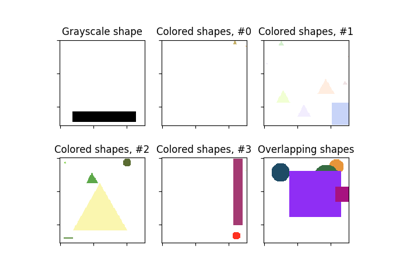 Grayscale shape
Colored shapes, #0
Colored shapes, #1
Colored shapes, #2
Colored shapes, #3
Overlapping shapes